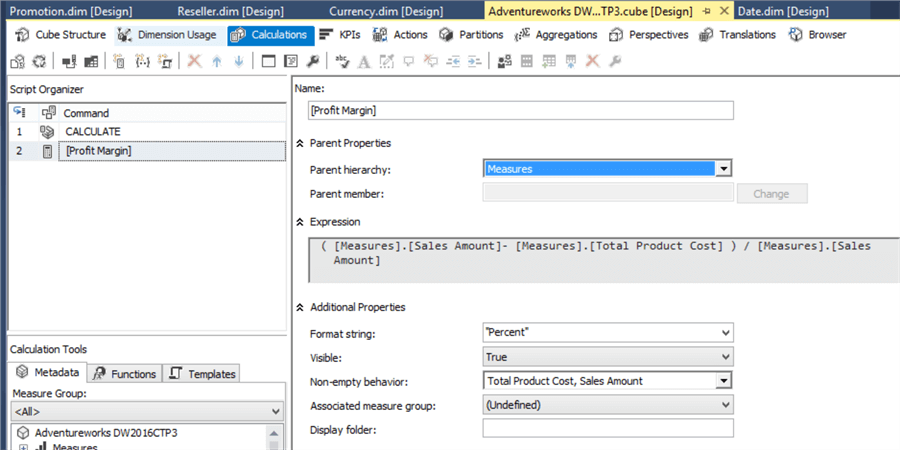 Promotion.dim [Design] Reseller.dim [Design] Currency.dim [Design] Adventureworks DW...TP3.cube [Design] Date.dim [Design]
Cube Structure Dimension Usage Calculations KPIs Actions Partitions Aggregations Perspectives Translations Browser
Script Organizer
Command
1 CALCULATE
2 [Profit Margin]
Name:
[Profit Margin]
Parent Properties
Parent hierarchy: Measures
Parent member: Change
Expression
( [Measures].[Sales Amount]- [Measures].[Total Product Cost] ) / [Measures].[Sales
Amount]
Additional Properties
Format string: "Percent"
Visible: True
Non-empty behavior: Total Product Cost, Sales Amount
Associated measure group: (Undefined)
Display folder:
Calculation Tools
Metadata Functions Templates
Measure Group:
<All>
Adventureworks DW2016CTP3
Measures